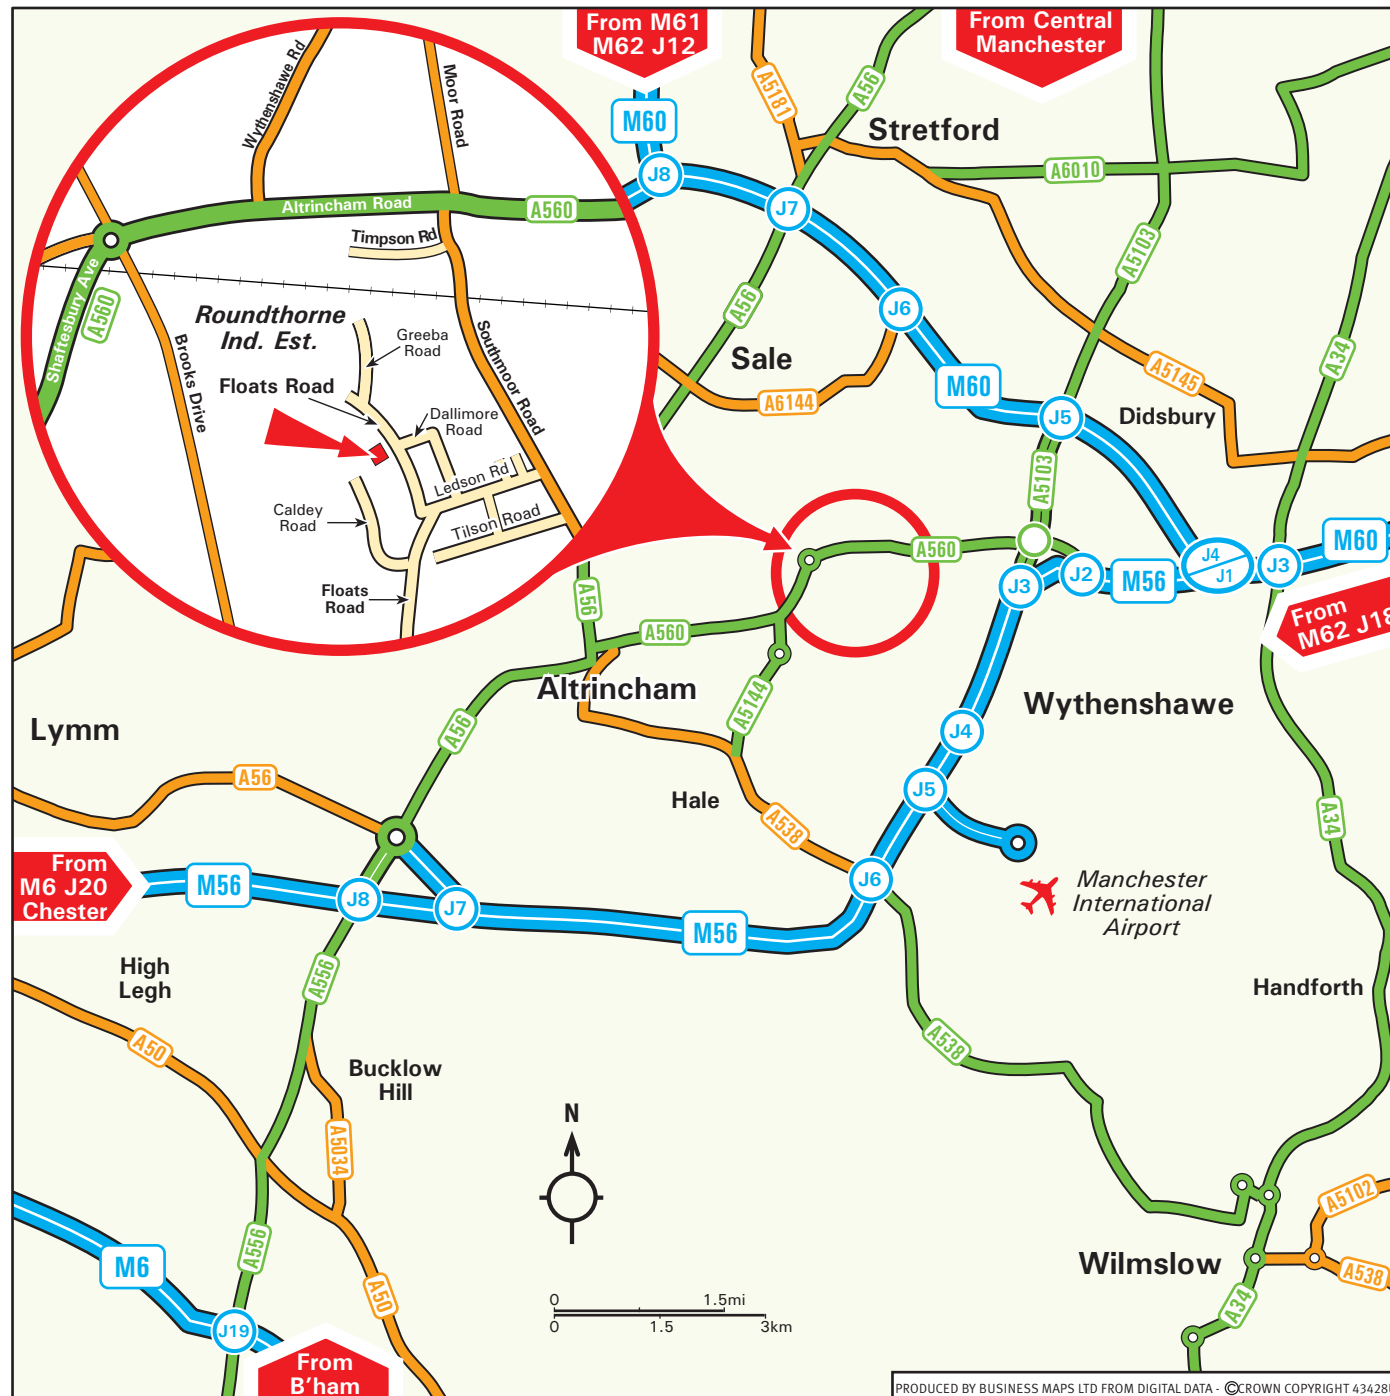 From M61
M62 J12
From Central
Manchester
M60
A5181
A56
Stretford
J8
J7
A6010
A5103
Wythenshawe Rd
Moor Road
Altrincham Road
A560
Timpson Rd
Shaftesbury Ave
A560
Brooks Drive
Roundthorne
Ind. Est.
Greeba
Road
Floats Road
Southmoor Road
Dallimore
Road
Ledson Rd
Tilson Road
Caldey
Road
Floats
Road
A56
J6
Sale
A6144
M60
J5
A5145
Didsbury
A34
A5103
A560
J3
J2
M56
J4
J1
J3
M60
From
M62 J18
A56
A560
Altrincham
A5144
Wythenshawe
Lymm
A56
A56
Hale
A538
J4
J5
J6
A34
From
M6 J20
Chester
M56
J8
J7
M56
Manchester
International
Airport
High
Legh
A556
Handforth
A50
Bucklow
Hill
A538
A5034
N
A556
M6
J19
A50
From
B'ham
0
1.5mi
0
1.5
3km
Wilmslow
A5102
A538
A34
PRODUCED BY BUSINESS MAPS LTD FROM DIGITAL DATA - ©CROWN COPYRIGHT 43428